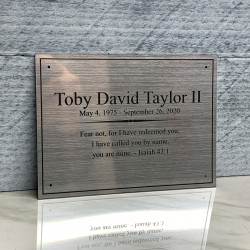 Toby David Taylor II
May 4, 1975 - September 26, 2020
Fear not, for I have redeemed you;
I have called you by name,
you are mine. - Isaiah 43:1